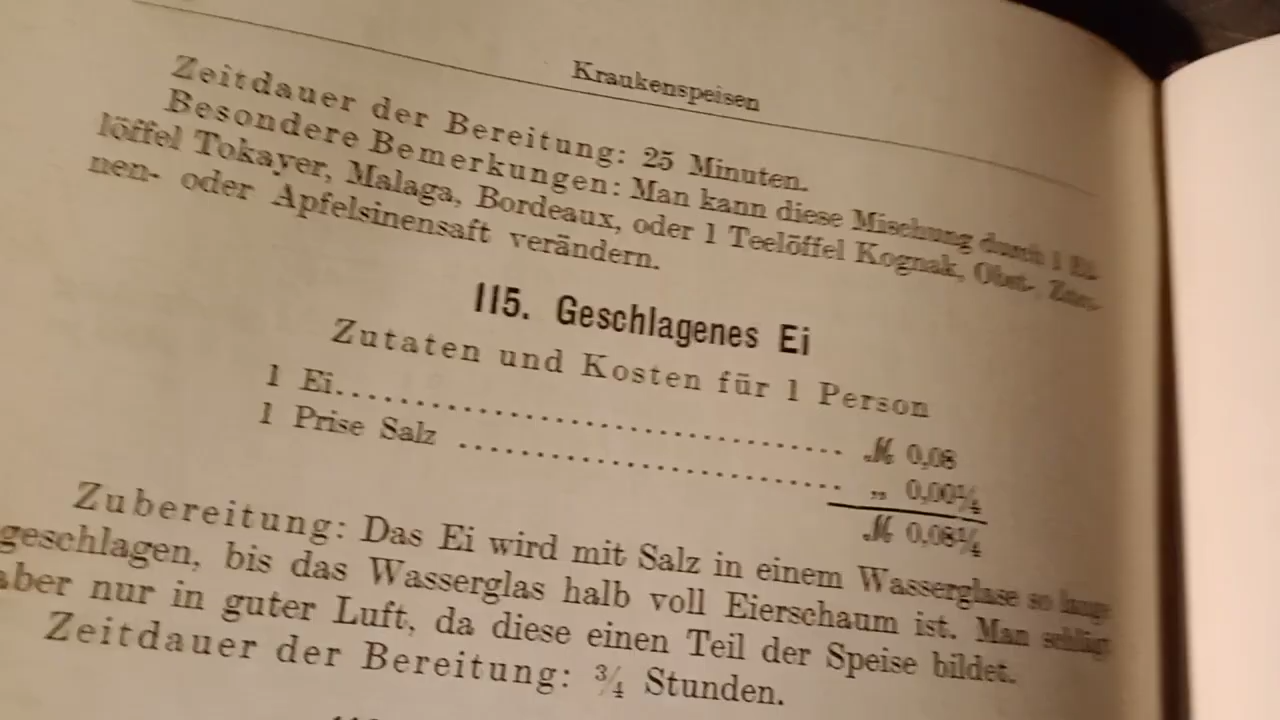 Krankenspeisen
Zeitdauer der Bereitung: 25 Minuten.
Besondere Bemerkungen: Man kann diese Mischung durch 1 Eß-
löffel Tokayer, Malaga, Bordeaux, oder 1 Teelöffel Kognak, Obst-, Zitro-
nen- oder Apfelsinensaft verändern.
115. Geschlagenes Ei
Zutaten und Kosten für 1 Person
1 Ei........................................ ℳ 0,08
1 Prise Salz ................................ „ 0,00¼
ℳ 0,08¼
Zubereitung: Das Ei wird mit Salz in einem Wasserglase so lange
geschlagen, bis das Wasserglas halb voll Eierschaum ist. Man schlägt
aber nur in guter Luft, da diese einen Teil der Speise bildet.
Zeitdauer der Bereitung: ¾ Stunden.